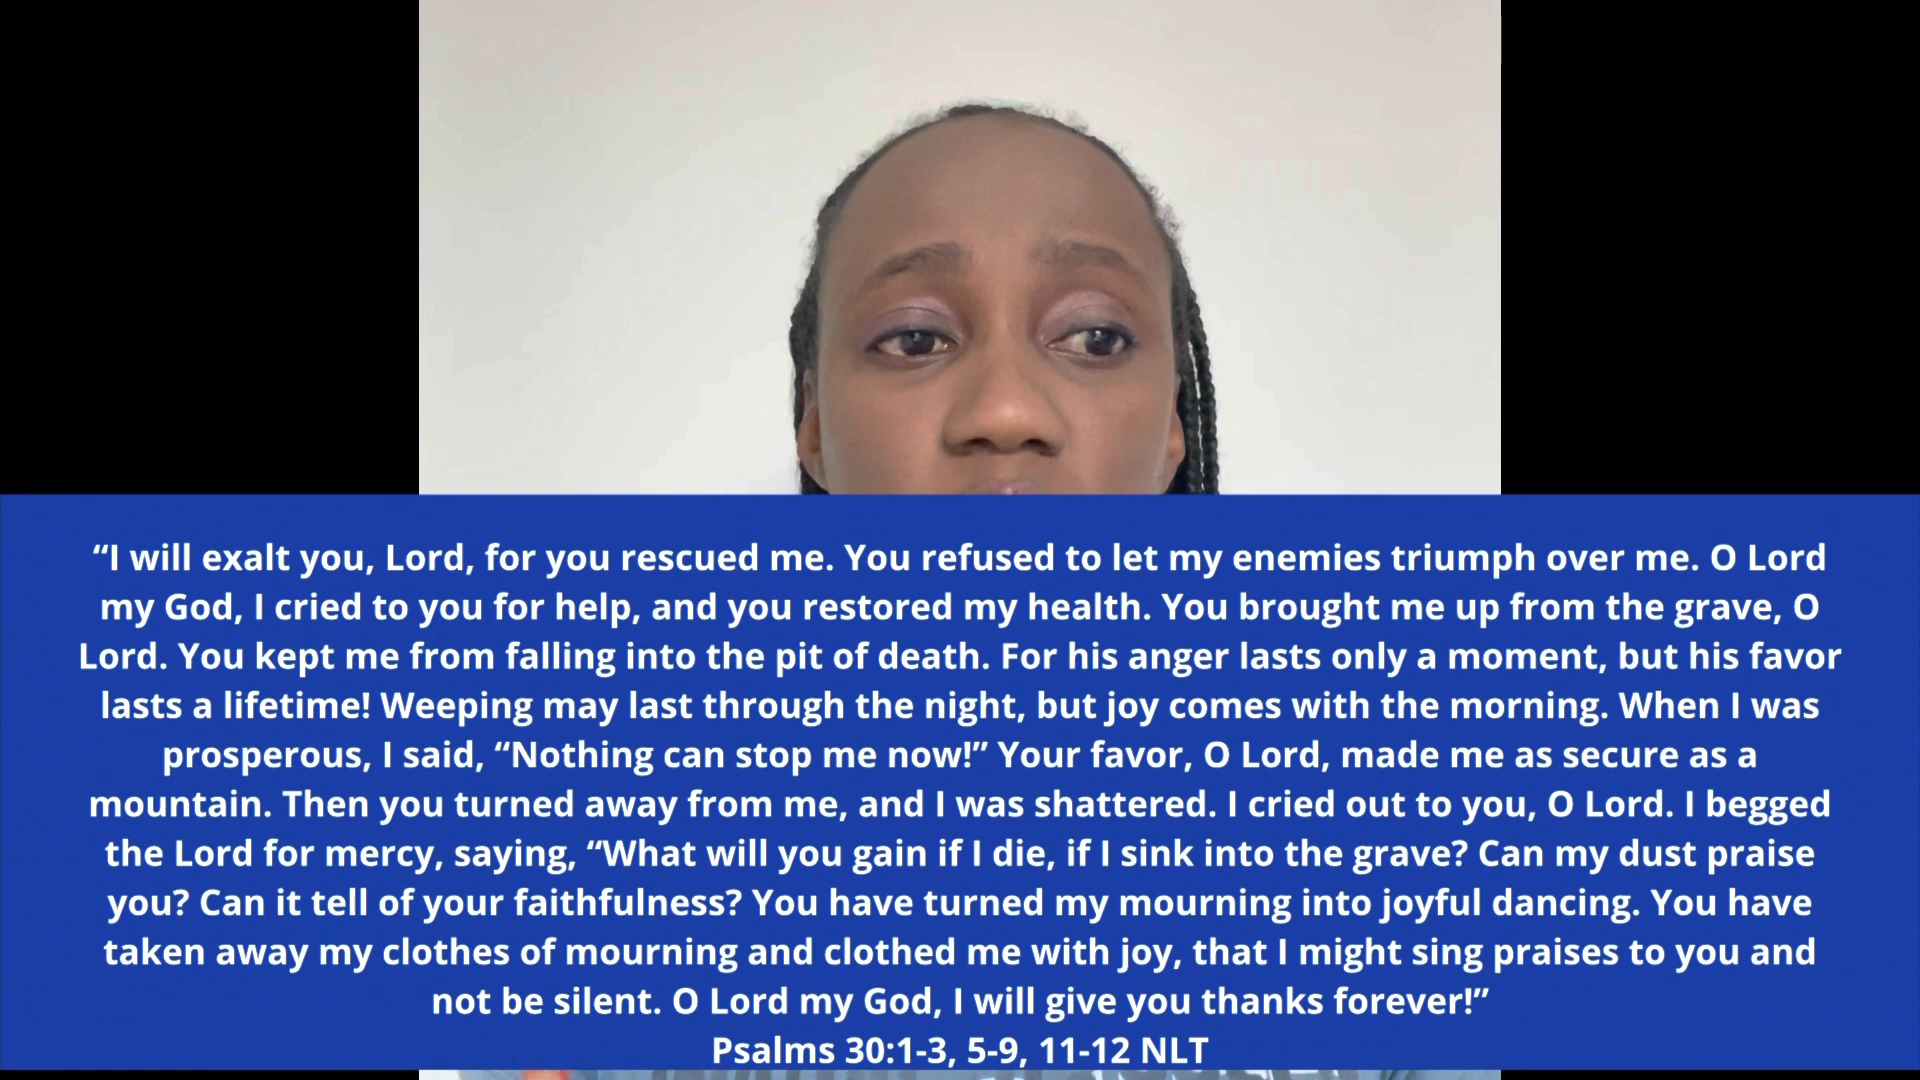 “I will exalt you, Lord, for you rescued me. You refused to let my enemies triumph over me. O Lord
my God, I cried to you for help, and you restored my health. You brought me up from the grave, O
Lord. You kept me from falling into the pit of death. For his anger lasts only a moment, but his favor
lasts a lifetime! Weeping may last through the night, but joy comes with the morning. When I was
prosperous, I said, “Nothing can stop me now!” Your favor, O Lord, made me as secure as a
mountain. Then you turned away from me, and I was shattered. I cried out to you, O Lord. I begged
the Lord for mercy, saying, “What will you gain if I die, if I sink into the grave? Can my dust praise
you? Can it tell of your faithfulness? You have turned my mourning into joyful dancing. You have
taken away my clothes of mourning and clothed me with joy, that I might sing praises to you and
not be silent. O Lord my God, I will give you thanks forever!”
Psalms 30:1-3, 5-9, 11-12 NLT